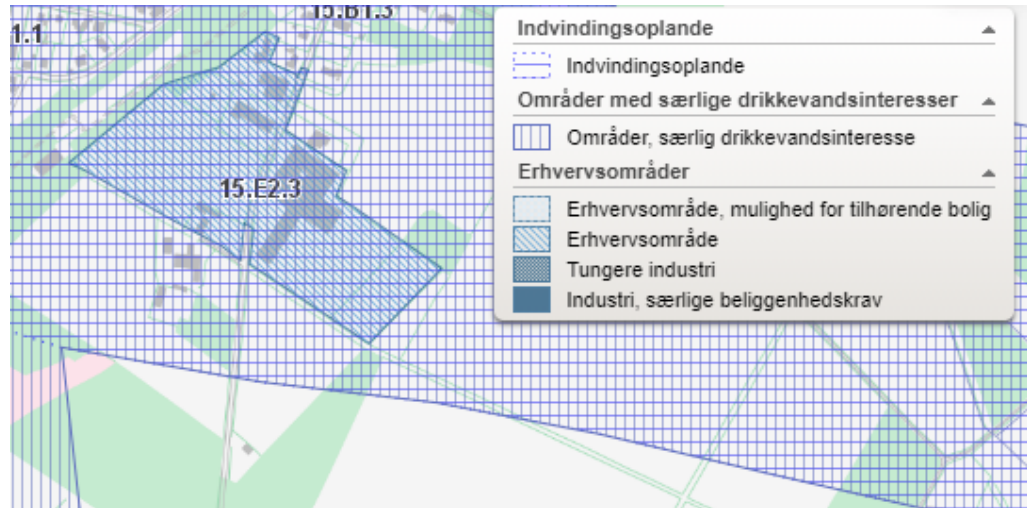 1.1
15.B1.3
15.E2.3
Indvindingsoplande
Indvindingsoplande
Områder med særlige drikkevandsinteresser
Områder, særlig drikkevandsinteresse
Erhvervsområder
Erhvervsområde, mulighed for tilhørende bolig
Erhvervsområde
Tungere industri
Industri, særlige beliggenhedskrav